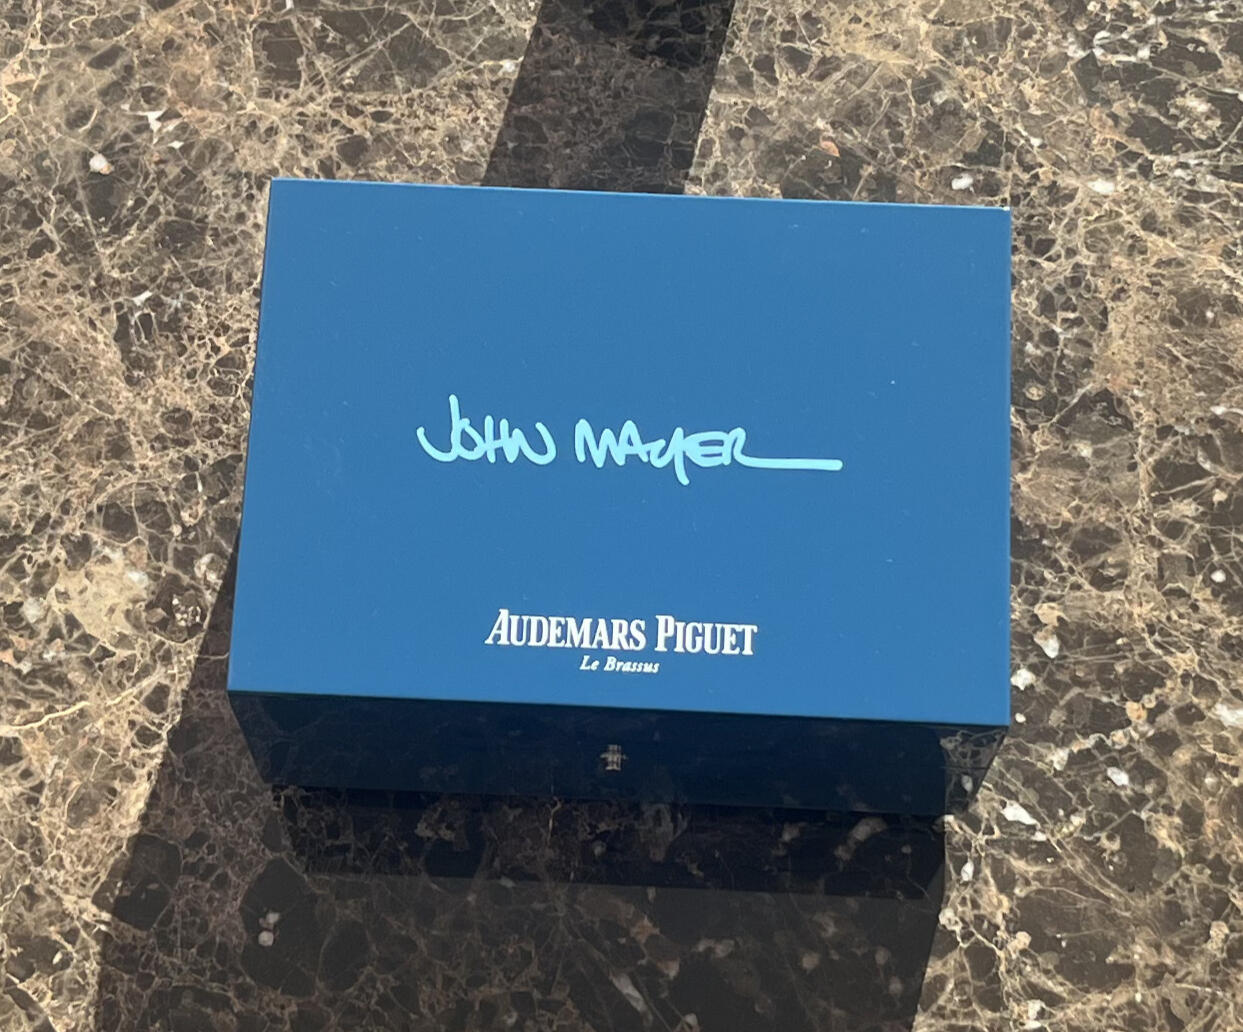 JOHN MAYER
AUDEMARS PIGUET
Le Brassus